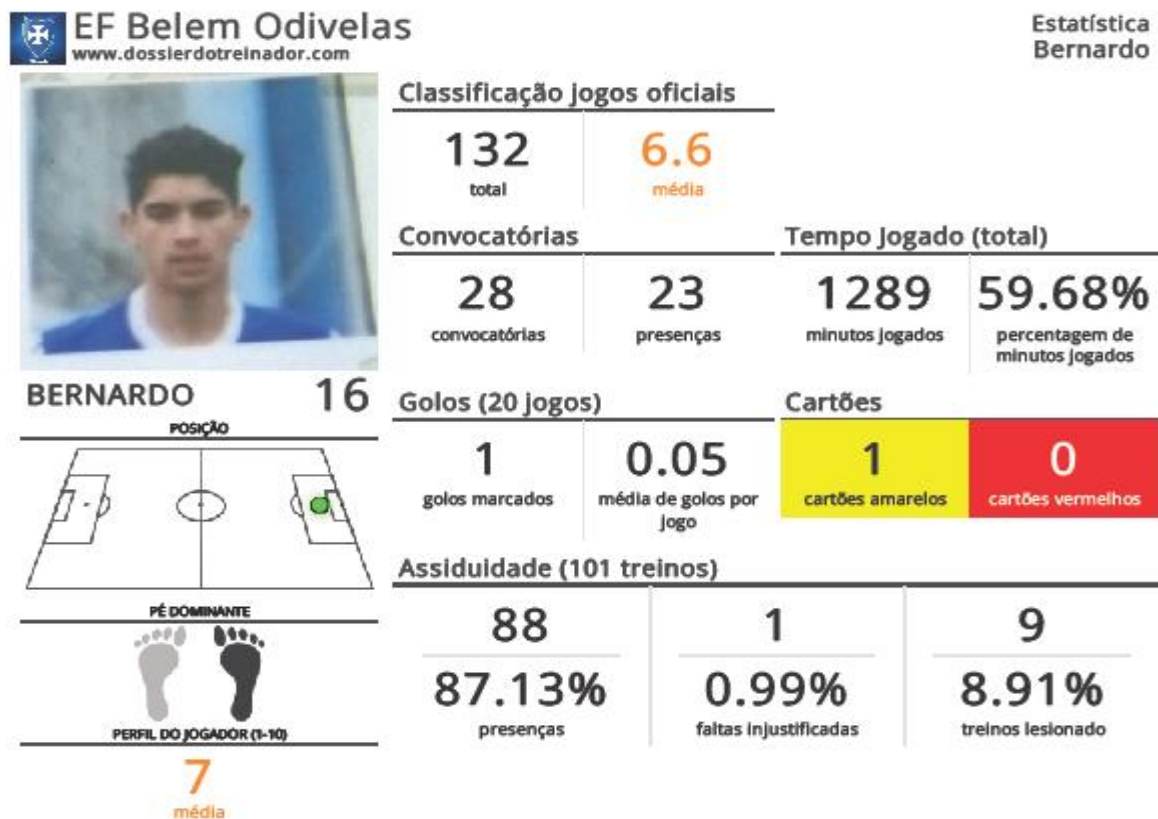 EF Belem Odivelas
www.dossierdotreinador.com
Estatística
Bernardo
BERNARDO
16
POSIÇÃO
PÉ DOMINANTE
PERFIL DO JOGADOR (1-10)
7
média
Classificação jogos oficiais
132
total
6.6
média
Convocatórias
28
convocatórias
23
presenças
Tempo Jogado (total)
1289
minutos jogados
59.68%
percentagem de
minutos jogados
Golos (20 jogos)
1
golos marcados
0.05
média de golos por
jogo
Cartões
1
cartões amarelos
0
cartões vermelhos
Assiduidade (101 treinos)
88
87.13%
presenças
1
0.99%
faltas injustificadas
9
8.91%
treinos lesionado